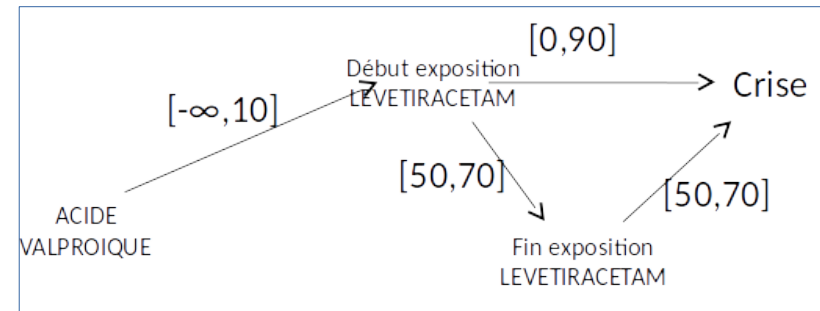 [0,90]
Début exposition
LEVETIRACETAM
Crise
[-∞,10]
[50,70]
[50,70]
ACIDE
VALPROIQUE
Fin exposition
LEVETIRACETAM